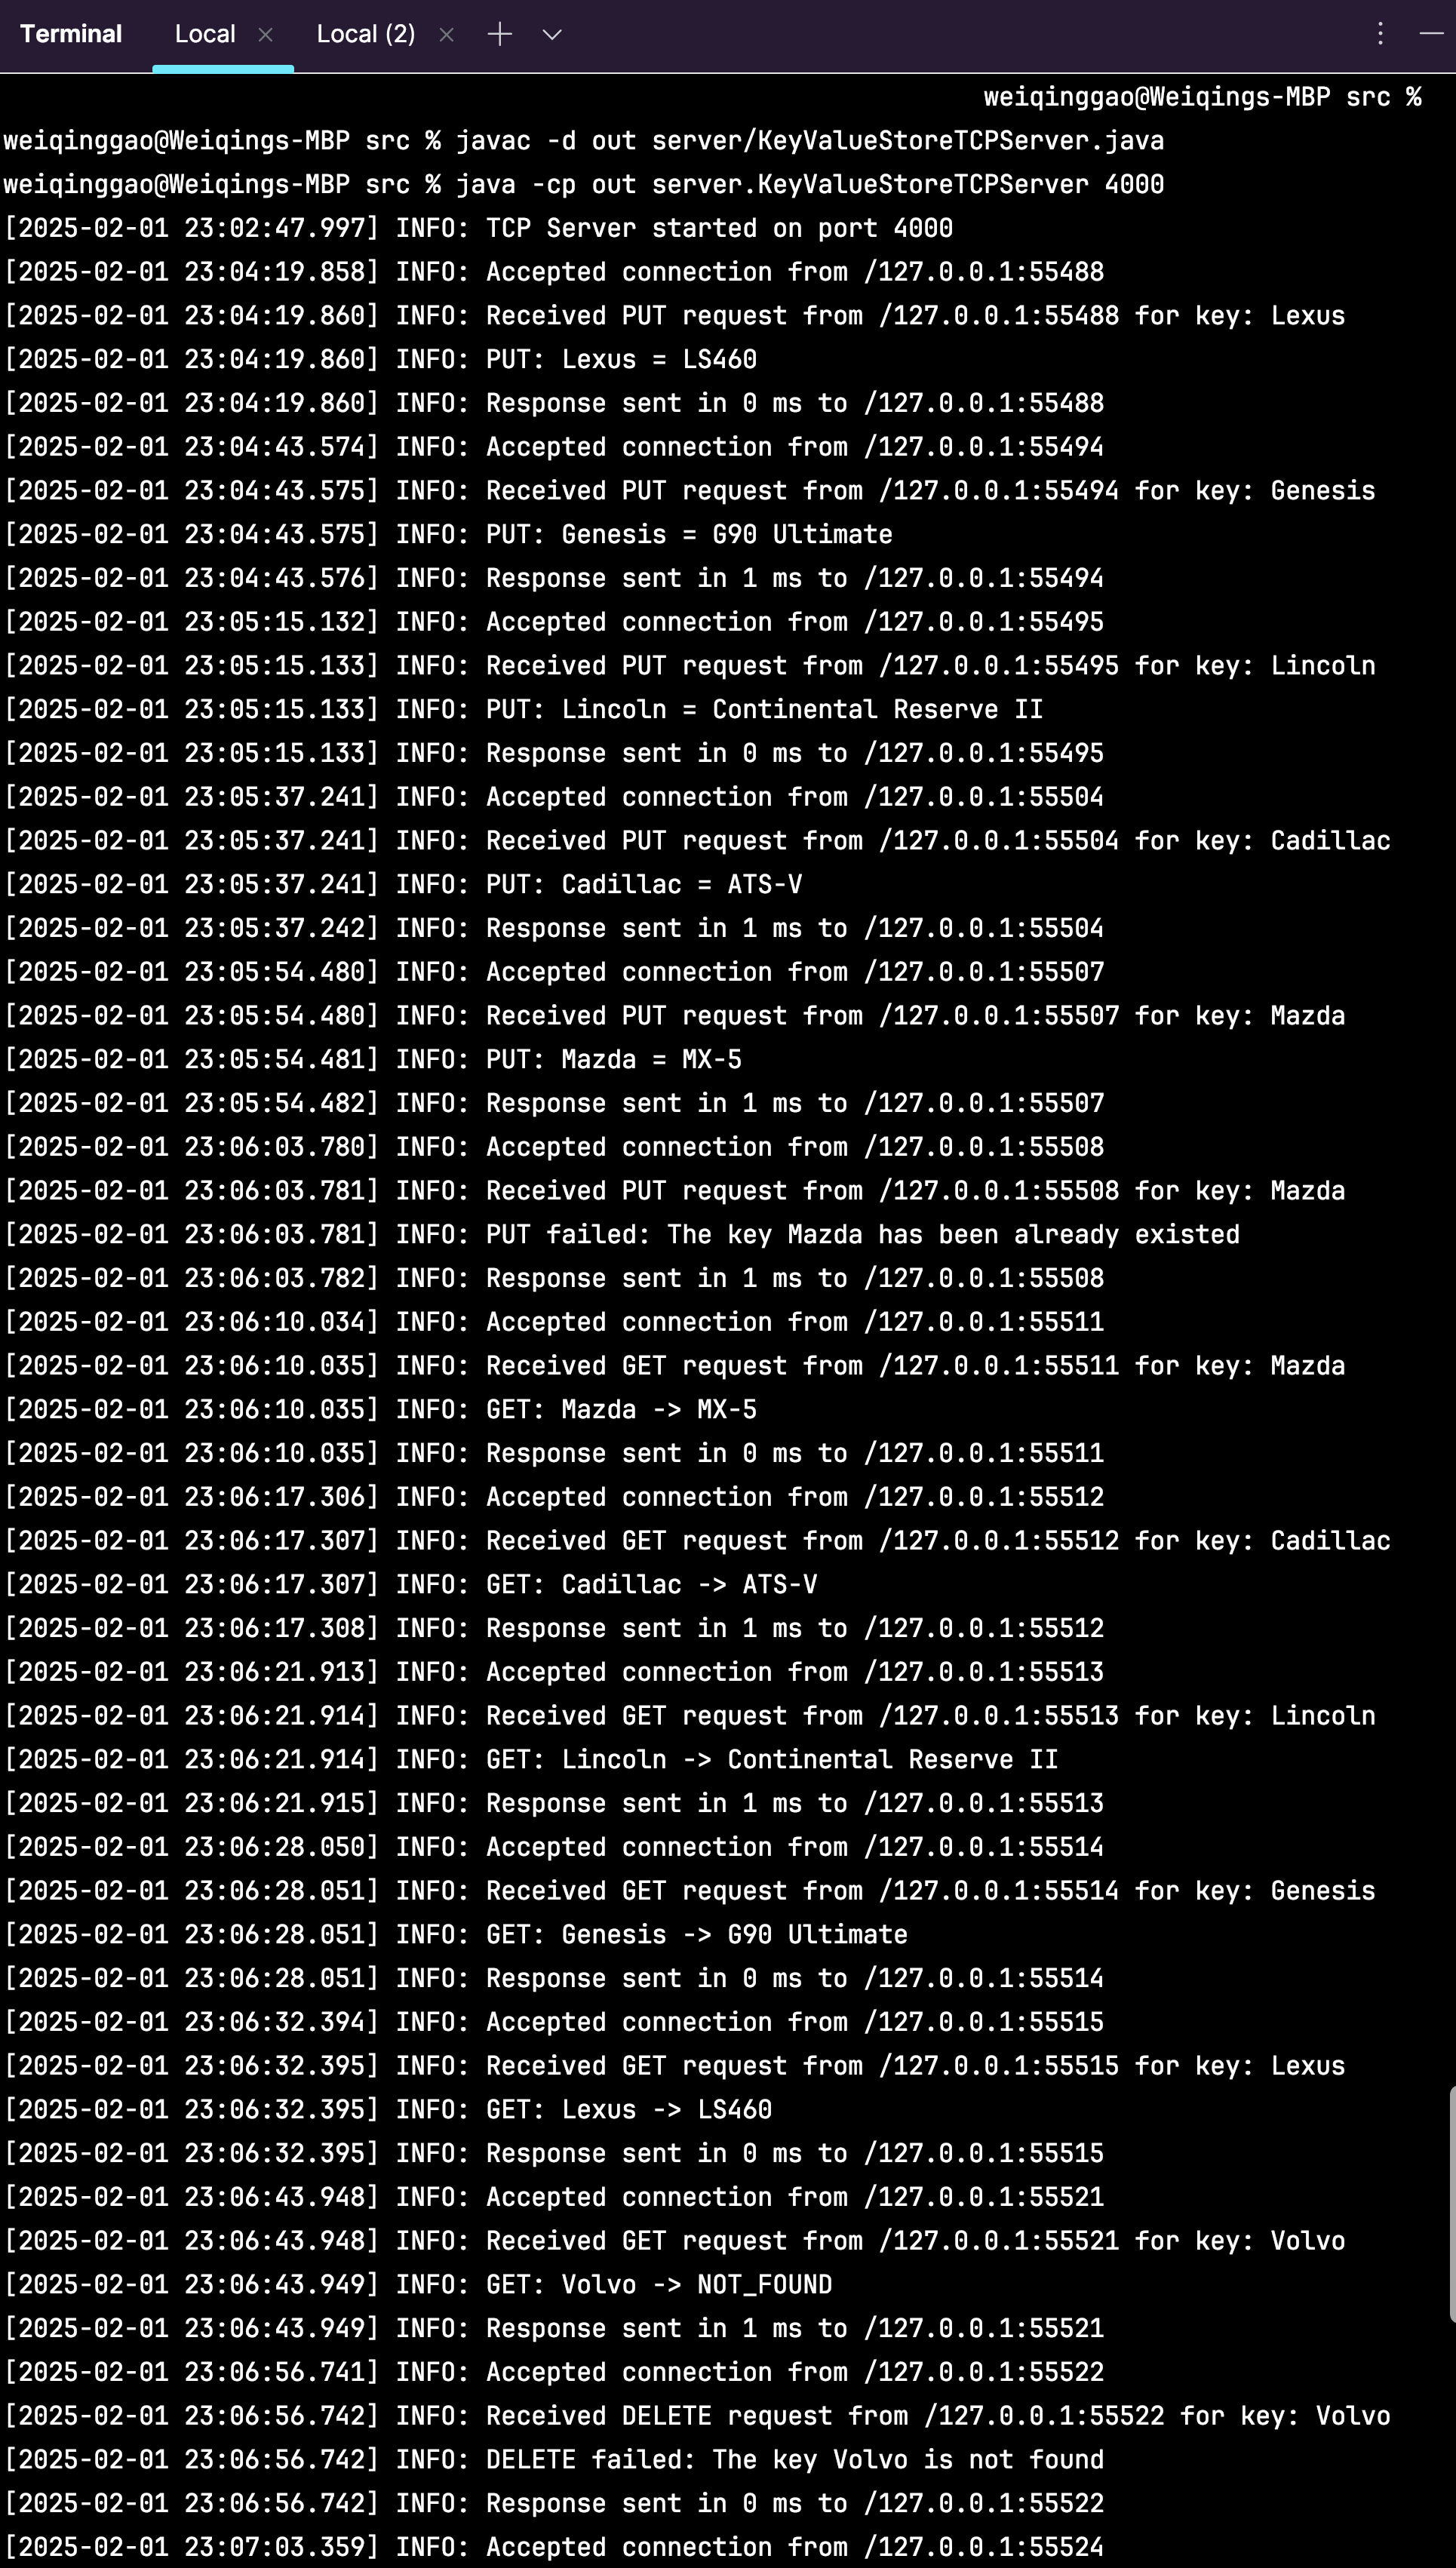 Terminal Local Local (2)
weiqinggao@Weiqings-MBP src %
weiqinggao@Weiqings-MBP src % javac -d out server/KeyValueStoreTCPServer.java
weiqinggao@Weiqings-MBP src % java -cp out server.KeyValueStoreTCPServer 4000
[2025-02-01 23:02:47.997] INFO: TCP Server started on port 4000
[2025-02-01 23:04:19.858] INFO: Accepted connection from /127.0.0.1:55488
[2025-02-01 23:04:19.860] INFO: Received PUT request from /127.0.0.1:55488 for key: Lexus
[2025-02-01 23:04:19.860] INFO: PUT: Lexus = LS460
[2025-02-01 23:04:19.860] INFO: Response sent in 0 ms to /127.0.0.1:55488
[2025-02-01 23:04:43.574] INFO: Accepted connection from /127.0.0.1:55494
[2025-02-01 23:04:43.575] INFO: Received PUT request from /127.0.0.1:55494 for key: Genesis
[2025-02-01 23:04:43.575] INFO: PUT: Genesis = G90 Ultimate
[2025-02-01 23:04:43.576] INFO: Response sent in 1 ms to /127.0.0.1:55494
[2025-02-01 23:05:15.132] INFO: Accepted connection from /127.0.0.1:55495
[2025-02-01 23:05:15.133] INFO: Received PUT request from /127.0.0.1:55495 for key: Lincoln
[2025-02-01 23:05:15.133] INFO: PUT: Lincoln = Continental Reserve II
[2025-02-01 23:05:15.133] INFO: Response sent in 0 ms to /127.0.0.1:55495
[2025-02-01 23:05:37.241] INFO: Accepted connection from /127.0.0.1:55504
[2025-02-01 23:05:37.241] INFO: Received PUT request from /127.0.0.1:55504 for key: Cadillac
[2025-02-01 23:05:37.241] INFO: PUT: Cadillac = ATS-V
[2025-02-01 23:05:37.242] INFO: Response sent in 1 ms to /127.0.0.1:55504
[2025-02-01 23:05:54.480] INFO: Accepted connection from /127.0.0.1:55507
[2025-02-01 23:05:54.480] INFO: Received PUT request from /127.0.0.1:55507 for key: Mazda
[2025-02-01 23:05:54.481] INFO: PUT: Mazda = MX-5
[2025-02-01 23:05:54.482] INFO: Response sent in 1 ms to /127.0.0.1:55507
[2025-02-01 23:06:03.780] INFO: Accepted connection from /127.0.0.1:55508
[2025-02-01 23:06:03.781] INFO: Received PUT request from /127.0.0.1:55508 for key: Mazda
[2025-02-01 23:06:03.781] INFO: PUT failed: The key Mazda has been already existed
[2025-02-01 23:06:03.782] INFO: Response sent in 1 ms to /127.0.0.1:55508
[2025-02-01 23:06:10.034] INFO: Accepted connection from /127.0.0.1:55511
[2025-02-01 23:06:10.035] INFO: Received GET request from /127.0.0.1:55511 for key: Mazda
[2025-02-01 23:06:10.035] INFO: GET: Mazda -> MX-5
[2025-02-01 23:06:10.035] INFO: Response sent in 0 ms to /127.0.0.1:55511
[2025-02-01 23:06:17.306] INFO: Accepted connection from /127.0.0.1:55512
[2025-02-01 23:06:17.307] INFO: Received GET request from /127.0.0.1:55512 for key: Cadillac
[2025-02-01 23:06:17.307] INFO: GET: Cadillac -> ATS-V
[2025-02-01 23:06:17.308] INFO: Response sent in 1 ms to /127.0.0.1:55512
[2025-02-01 23:06:21.913] INFO: Accepted connection from /127.0.0.1:55513
[2025-02-01 23:06:21.914] INFO: Received GET request from /127.0.0.1:55513 for key: Lincoln
[2025-02-01 23:06:21.914] INFO: GET: Lincoln -> Continental Reserve II
[2025-02-01 23:06:21.915] INFO: Response sent in 1 ms to /127.0.0.1:55513
[2025-02-01 23:06:28.050] INFO: Accepted connection from /127.0.0.1:55514
[2025-02-01 23:06:28.051] INFO: Received GET request from /127.0.0.1:55514 for key: Genesis
[2025-02-01 23:06:28.051] INFO: GET: Genesis -> G90 Ultimate
[2025-02-01 23:06:28.051] INFO: Response sent in 0 ms to /127.0.0.1:55514
[2025-02-01 23:06:32.394] INFO: Accepted connection from /127.0.0.1:55515
[2025-02-01 23:06:32.395] INFO: Received GET request from /127.0.0.1:55515 for key: Lexus
[2025-02-01 23:06:32.395] INFO: GET: Lexus -> LS460
[2025-02-01 23:06:32.395] INFO: Response sent in 0 ms to /127.0.0.1:55515
[2025-02-01 23:06:43.948] INFO: Accepted connection from /127.0.0.1:55521
[2025-02-01 23:06:43.948] INFO: Received GET request from /127.0.0.1:55521 for key: Volvo
[2025-02-01 23:06:43.949] INFO: GET: Volvo -> NOT_FOUND
[2025-02-01 23:06:43.949] INFO: Response sent in 1 ms to /127.0.0.1:55521
[2025-02-01 23:06:56.741] INFO: Accepted connection from /127.0.0.1:55522
[2025-02-01 23:06:56.742] INFO: Received DELETE request from /127.0.0.1:55522 for key: Volvo
[2025-02-01 23:06:56.742] INFO: DELETE failed: The key Volvo is not found
[2025-02-01 23:06:56.742] INFO: Response sent in 0 ms to /127.0.0.1:55522
[2025-02-01 23:07:03.359] INFO: Accepted connection from /127.0.0.1:55524